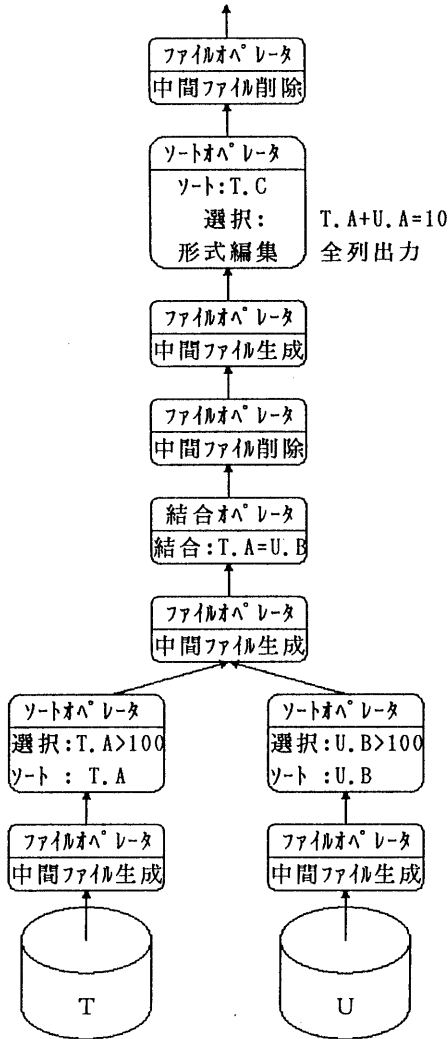 ファイルオペレータ
中間ファイル削除
ソートオペレータ
ソート:T.C
選択: T.A+U.A=10
形式編集 全列出力
ファイルオペレータ
中間ファイル生成
ファイルオペレータ
中間ファイル削除
結合オペレータ
結合:T.A=U.B
ファイルオペレータ
中間ファイル生成
ソートオペレータ
選択:T.A>100
ソート : T.A
ソートオペレータ
選択:U.B>100
ソート :U.B
ファイルオペレータ
中間ファイル生成
ファイルオペレータ
中間ファイル生成
T
U